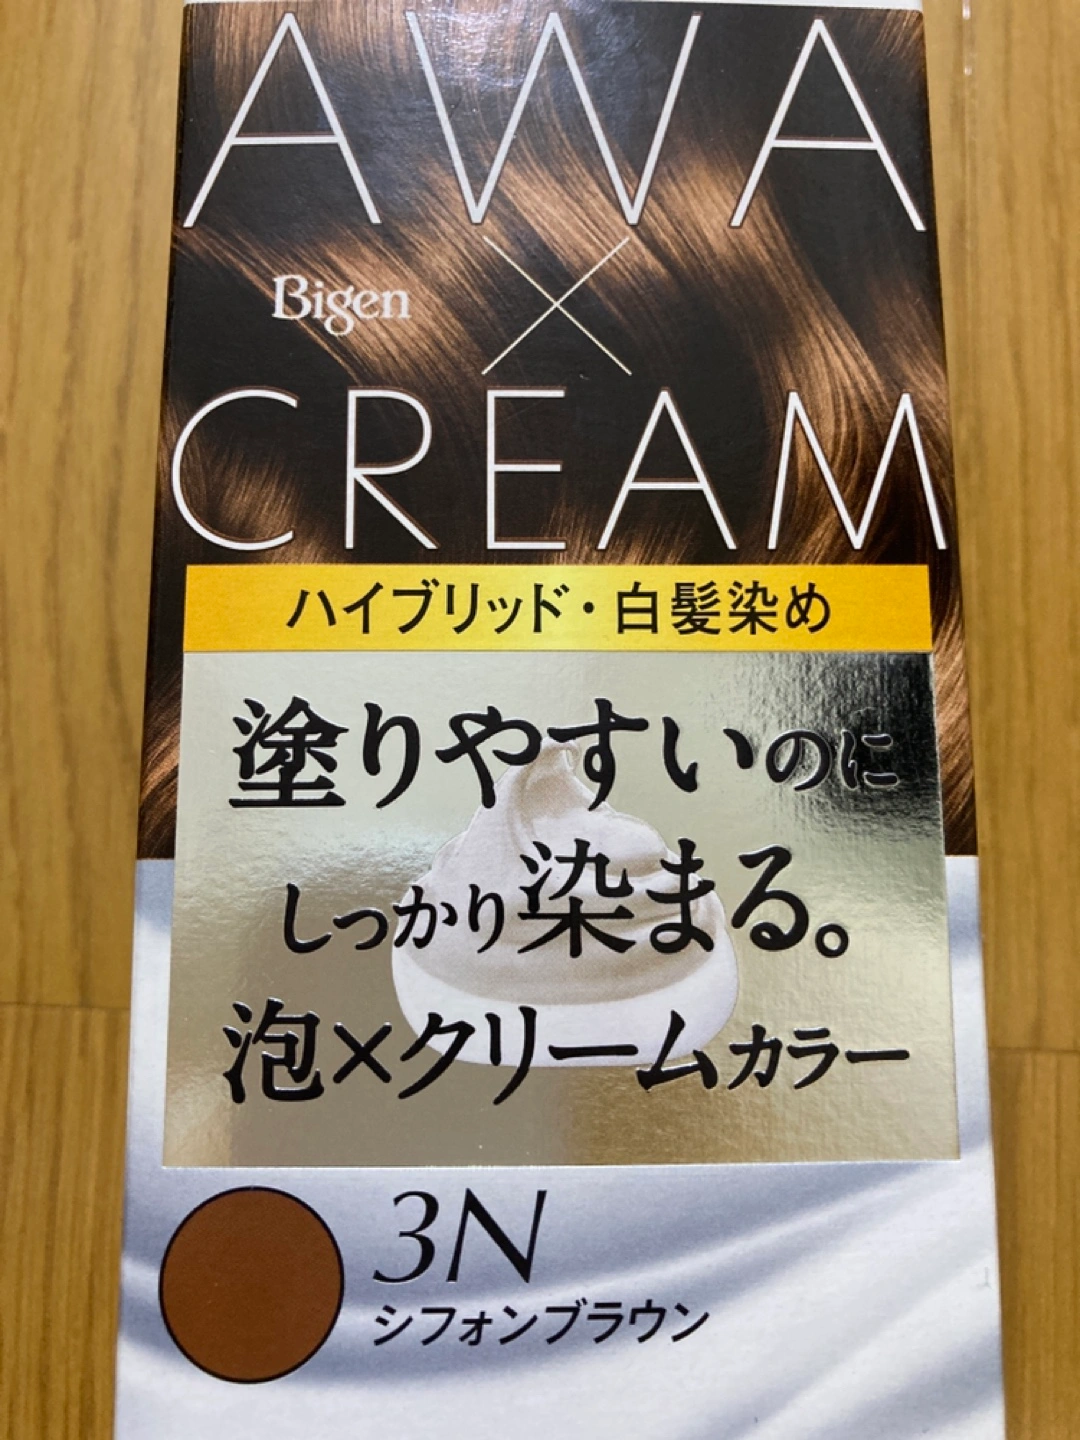 AWA
Bigen
×
CREAM
ハイブリッド・白髪染め
塗りやすいのに
しっかり染まる。
泡×クリームカラー
3N
シフォンブラウン